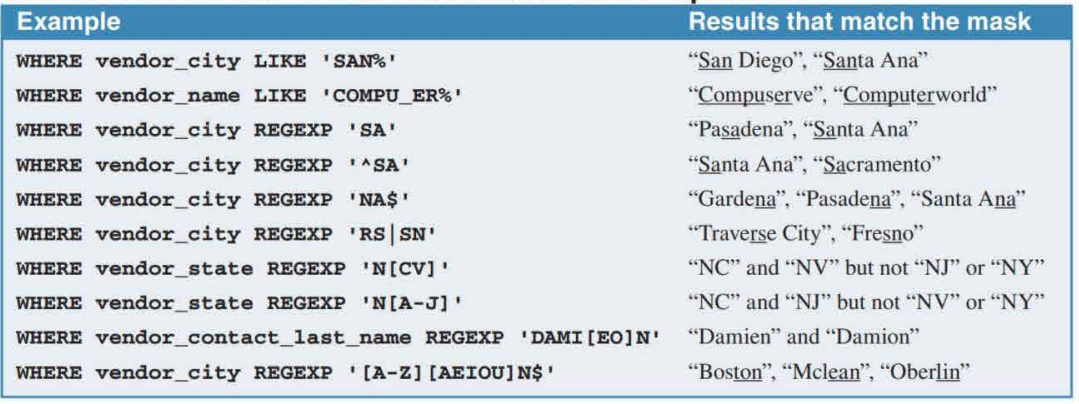 Example Results that match the mask
WHERE vendor_city LIKE 'SAN%' “San Diego”, “Santa Ana”
WHERE vendor_name LIKE 'COMPU_ER%' “Compuserve”, “Computerworld”
WHERE vendor_city REGEXP 'SA' “Pasadena”, “Santa Ana”
WHERE vendor_city REGEXP '^SA' “Santa Ana”, “Sacramento”
WHERE vendor_city REGEXP 'NA$' “Gardena”, “Pasadena”, “Santa Ana”
WHERE vendor_city REGEXP 'RS|SN' “Traverse City”, “Fresno”
WHERE vendor_state REGEXP 'N[CV]' “NC” and “NV” but not “NJ” or “NY”
WHERE vendor_state REGEXP 'N[A-J]' “NC” and “NJ” but not “NV” or “NY”
WHERE vendor_contact_last_name REGEXP 'DAMI[EO]N' “Damien” and “Damion”
WHERE vendor_city REGEXP '[A-Z][AEIOU]N$' “Boston”, “Mclean”, “Oberlin”